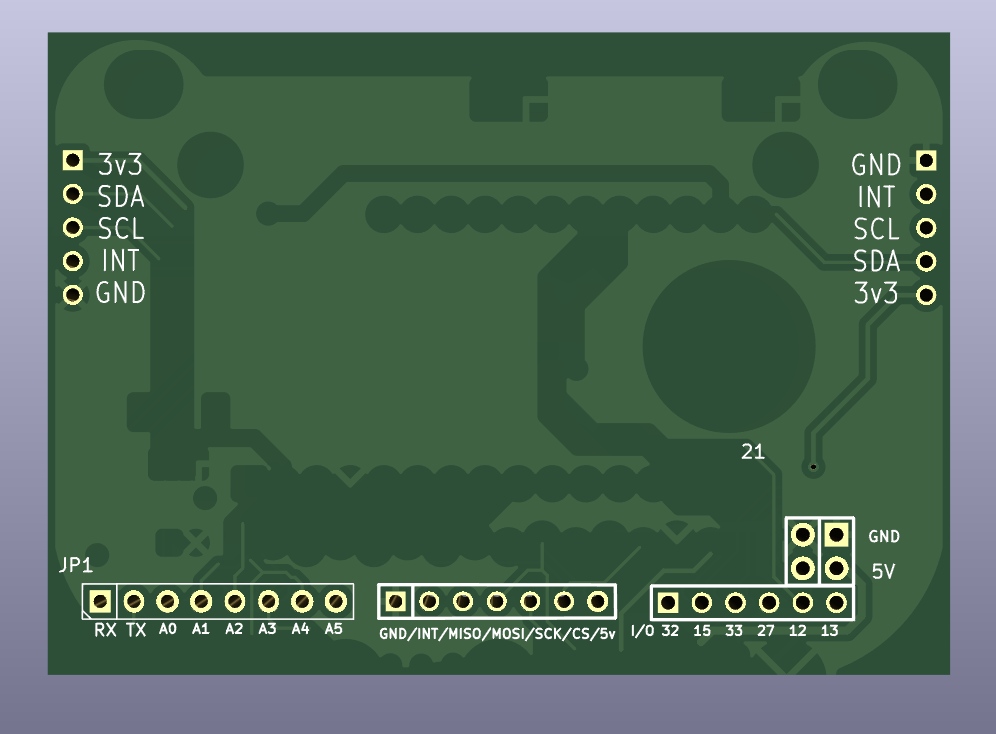 3v3
SDA
SCL
INT
GND
GND
INT
SCL
SDA
3v3
21
GND
5V
JP1
RX TX A0 A1 A2 A3 A4 A5
GND/INT/MISO/MOSI/SCK/CS/5v
I/O 32 15 33 27 12 13